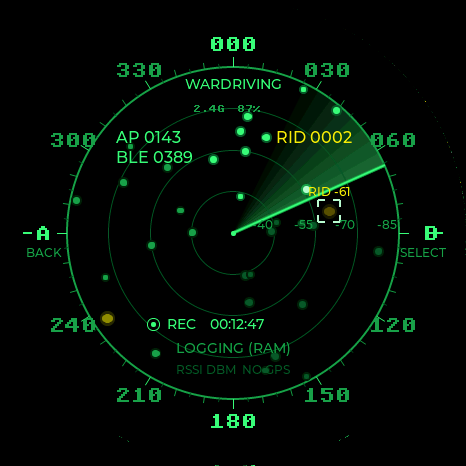 000
330 030
WARDRIVING
2.4G 87%
AP 0143 RID 0002
300 060
BLE 0389
RID -61
-40 -55 -70 -85
-A B-
BACK SELECT
240 120
REC 00:12:47
LOGGING (RAM)
RSSI DBM NO GPS
210 150
180